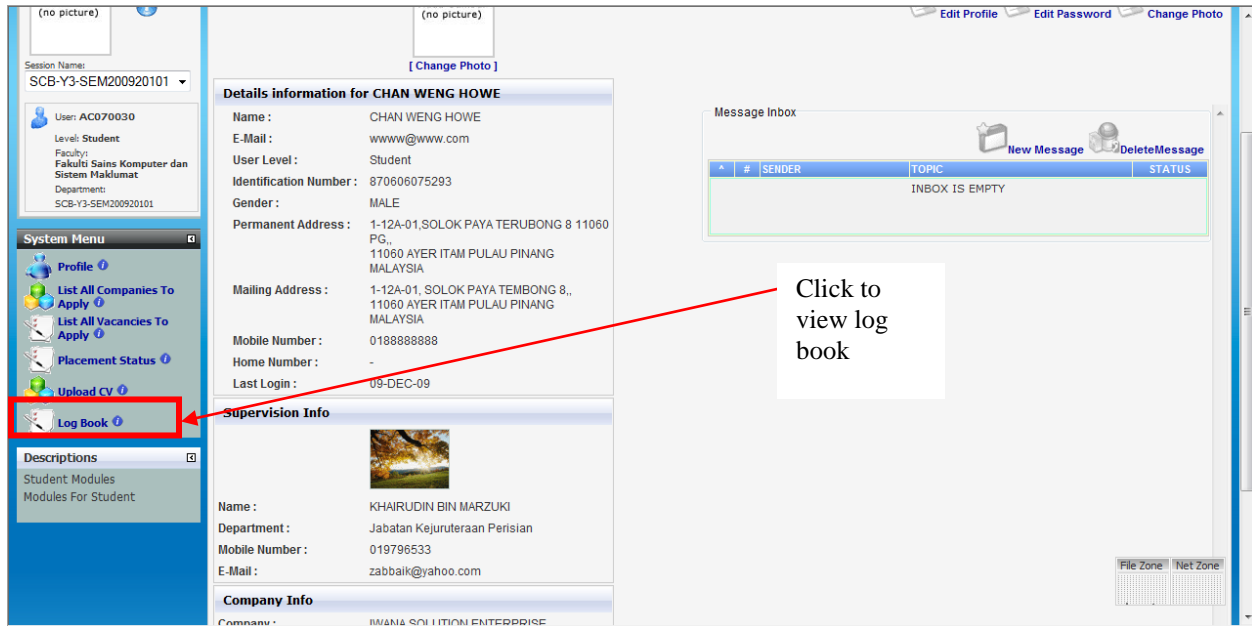 (no picture)
Session Name:
SCB-Y3-SEM200920101
User: AC070030
Level: Student
Faculty:
Fakulti Sains Komputer dan
Sistem Maklumat
Department:
SCB-Y3-SEM200920101
System Menu
Profile
List All Companies To
Apply
List All Vacancies To
Apply
Placement Status
Upload CV
Log Book
Descriptions
Student Modules
Modules For Student
(no picture)
[ Change Photo ]
Edit Profile Edit Password Change Photo
Details information for CHAN WENG HOWE
Name : CHAN WENG HOWE
E-Mail : wwww@www.com
User Level : Student
Identification Number : 870606075293
Gender : MALE
Permanent Address : 1-12A-01,SOLOK PAYA TERUBONG 8 11060
PG,,
11060 AYER ITAM PULAU PINANG
MALAYSIA
Mailing Address : 1-12A-01, SOLOK PAYA TEMBONG 8,,
11060 AYER ITAM PULAU PINANG
MALAYSIA
Mobile Number : 0188888888
Home Number : -
Last Login : 09-DEC-09
Supervision Info
Name : KHAIRUDIN BIN MARZUKI
Department : Jabatan Kejuruteraan Perisian
Mobile Number : 019796533
E-Mail : zabbaik@yahoo.com
Company Info
Company : IWANA SOLUTION ENTERPRISE
Message Inbox
New Message DeleteMessage
^ # SENDER TOPIC STATUS
INBOX IS EMPTY
Click to
view log
book
File Zone Net Zone